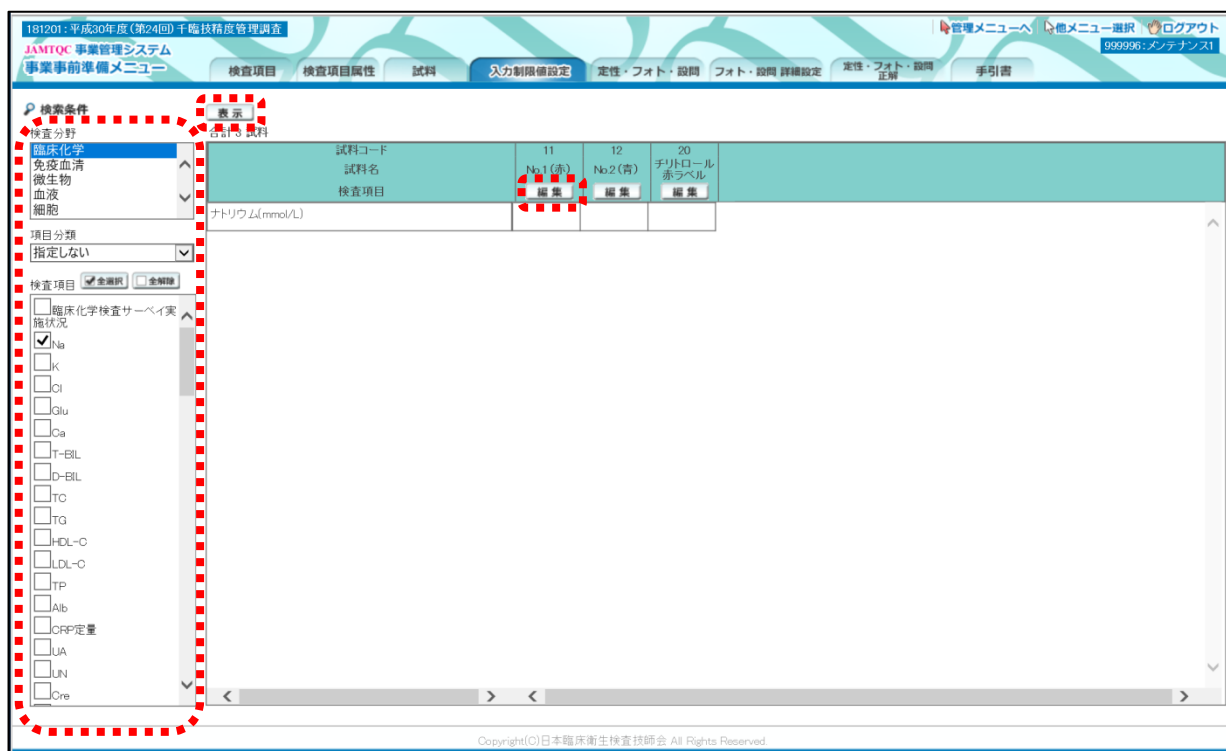 181201:平成30年度(第24回)千臨技精度管理調査
管理メニューへ 他メニュー選択 ログアウト
JAMTQC 事業管理システム
999996:メンテナンス1
事業事前準備メニュー
検査項目 検査項目属性 試料 入力制限値設定 定性・フォト・設問 フォト・設問 詳細設定 定性・フォト・設問 正解 手引書
検索条件
表示
検査分野
合計 3 試料
臨床化学
免疫血清
微生物
血液
細胞
項目分類
指定しない
検査項目 全選択 全解除
臨床化学検査サーベイ実
施状況
Na
K
Cl
Glu
Ca
T-BIL
D-BIL
TC
TG
HDL-C
LDL-C
TP
Alb
CRP定量
UA
UN
Cre
試料コード 11 12 20
試料名 No.1(赤) No.2(青) チリトロール
赤ラベル
検査項目 編集 編集 編集
ナトリウム(mmol/L)
Copyright(C)日本臨床衛生検査技師会 All Rights Reserved.